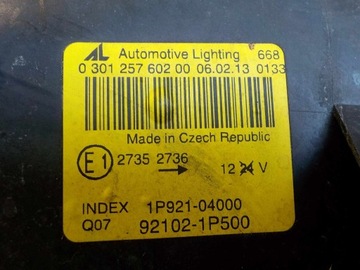 AL Automotive Lighting 668
0 301 257 602 00 06.02.13 0133
Made in Czech Republic
E1 2735 2736 12 24 V
INDEX 1P921-04000
Q07 92102-1P500